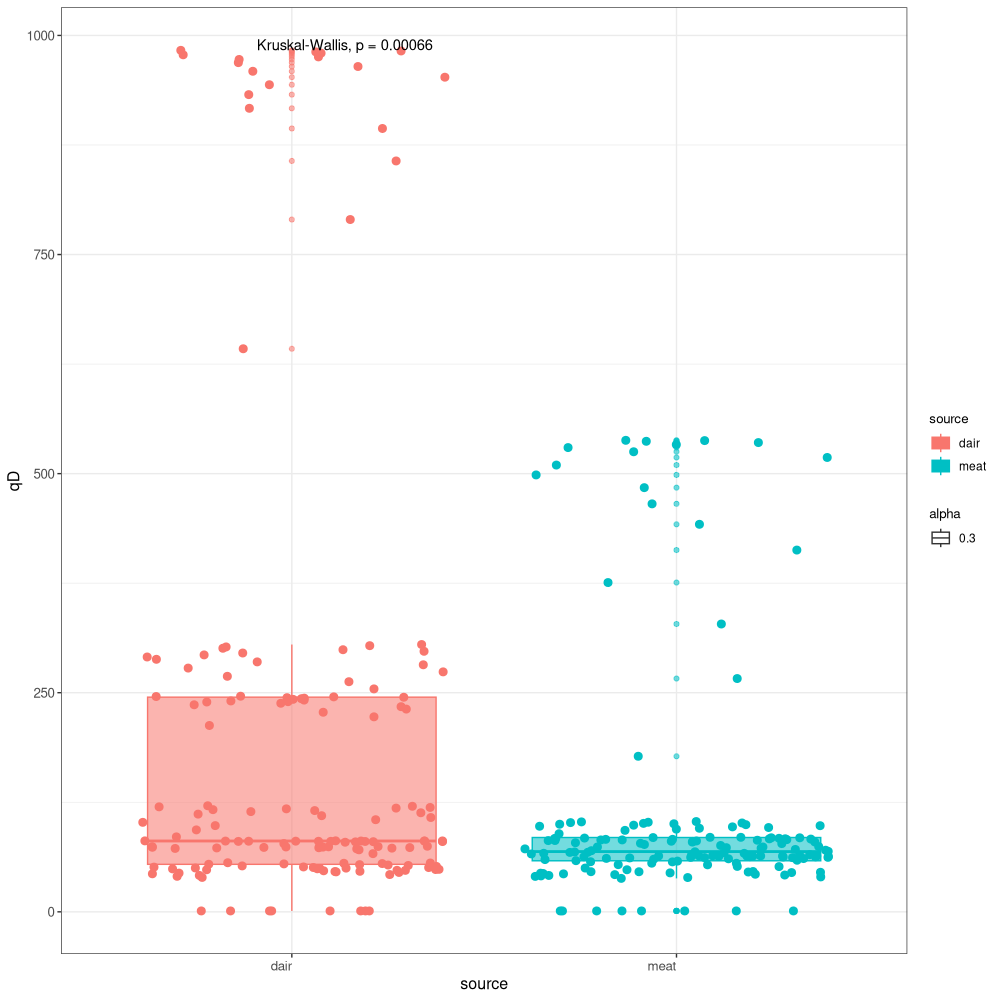 Kruskal-Wallis, p = 0.00066
1000
750
500
250
0
qD
dair
meat
source
source
dair
meat
alpha
0.3